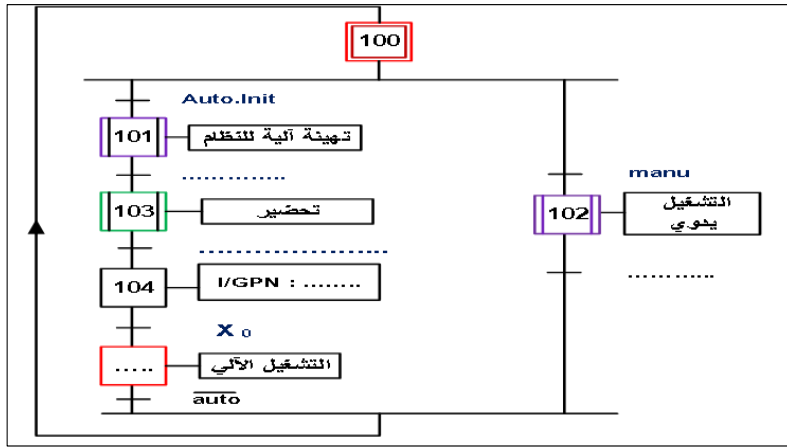 100
Auto.Init
101
تهيئة آلية للنظام
..............
manu
103
تحضير
102
التشغيل
يدوي
.........................
104
I/GPN : ........
............
X 0
.....
التشغيل الآلي
auto